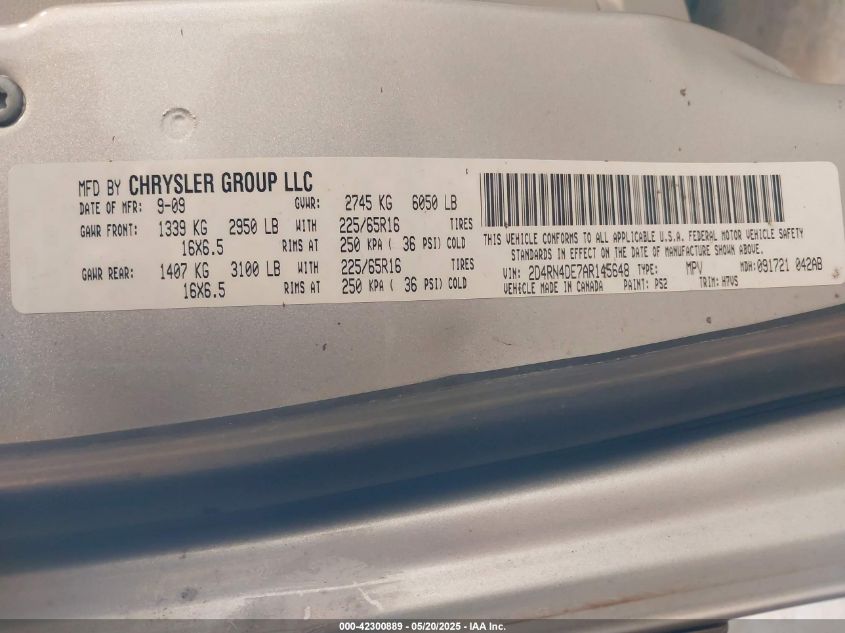 MFD BY CHRYSLER GROUP LLC
DATE OF MFR: 9-09 GVWR: 2745 KG 6050 LB
GAWR FRONT: 1339 KG 2950 LB WITH 225/65R16 TIRES
16X6.5 RIMS AT 250 KPA ( 36 PSI) COLD
GAWR REAR: 1407 KG 3100 LB WITH 225/65R16 TIRES
16X6.5 RIMS AT 250 KPA ( 36 PSI) COLD
THIS VEHICLE CONFORMS TO ALL APPLICABLE U.S.A. FEDERAL MOTOR VEHICLE SAFETY
STANDARDS IN EFFECT ON THE DATE OF MANUFACTURE SHOWN ABOVE.
VIN: 2D4RN4DE7AR145648 TYPE: MPV MDH: 091721 042AB
VEHICLE MADE IN CANADA PAINT: PS2 TRIM: H7VS
000-42300889 - 05/20/2025 - IAA Inc.